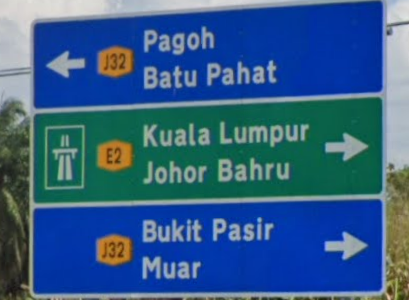 J32 Pagoh
Batu Pahat
E2 Kuala Lumpur
Johor Bahru
J32 Bukit Pasir
Muar